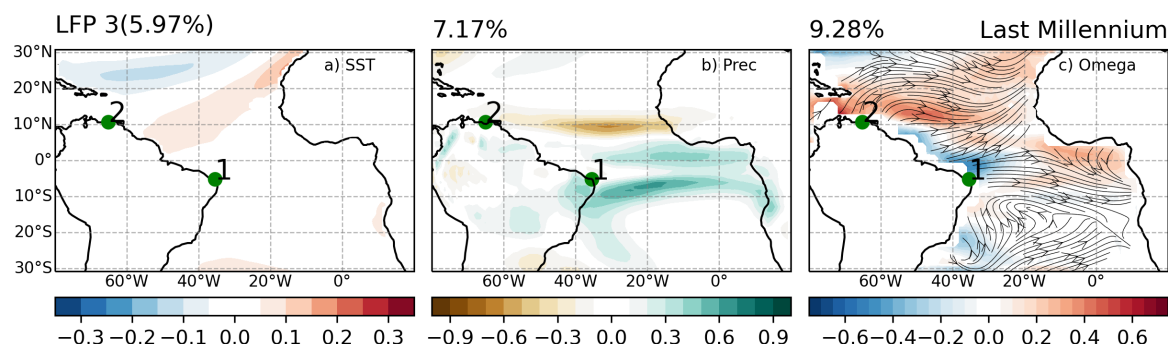 LFP 3(5.97%)
7.17%
9.28%
Last Millennium
a) SST
b) Prec
c) Omega
30°N
20°N
10°N
0°
10°S
20°S
30°S
2
1
2
1
2
1
60°W 40°W 20°W 0°
60°W 40°W 20°W 0°
60°W 40°W 20°W 0°
−0.3 −0.2 −0.1 0.0 0.1 0.2 0.3
−0.9 −0.6 −0.3 0.0 0.3 0.6 0.9
−0.6 −0.4 −0.2 0.0 0.2 0.4 0.6